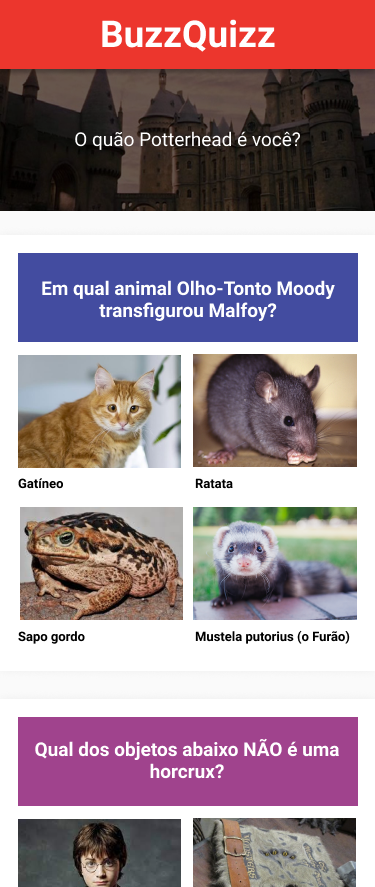 BuzzQuizz
O quão Potterhead é você?
Em qual animal Olho-Tonto Moody
transfigurou Malfoy?
Gatíneo
Ratata
Sapo gordo
Mustela putorius (o Furão)
Qual dos objetos abaixo NÃO é uma
horcrux?